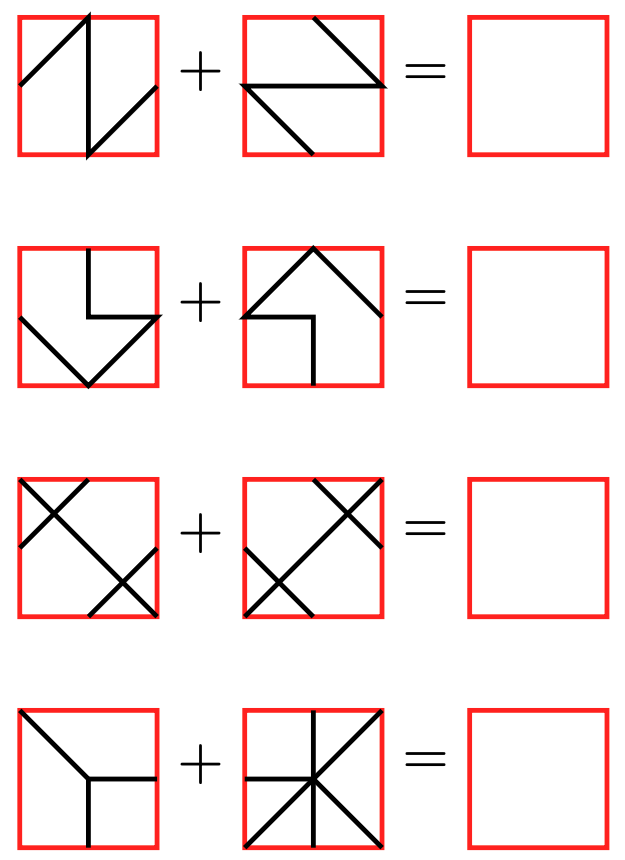 + =
+ =
+ =
+ =